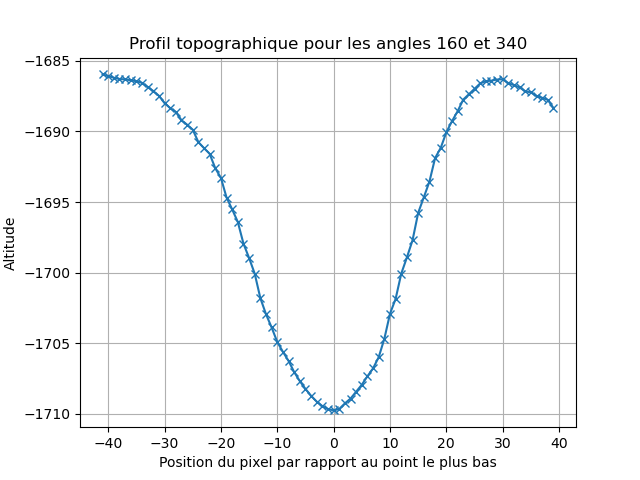 Profil topographique pour les angles 160 et 340
Altitude
−1685
−1690
−1695
−1700
−1705
−1710
−40 −30 −20 −10 0 10 20 30 40
Position du pixel par rapport au point le plus bas